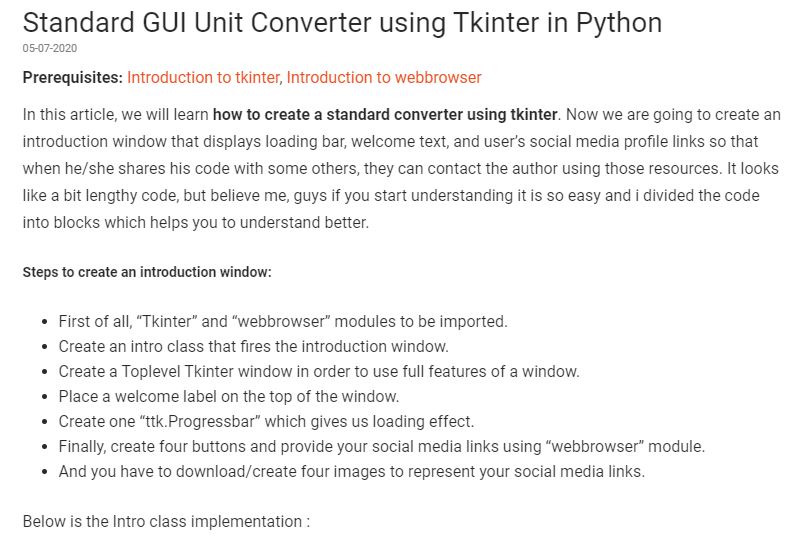 Standard GUI Unit Converter using Tkinter in Python
05-07-2020
Prerequisites: Introduction to tkinter, Introduction to webbrowser
In this article, we will learn how to create a standard converter using tkinter. Now we are going to create an
introduction window that displays loading bar, welcome text, and user’s social media profile links so that
when he/she shares his code with some others, they can contact the author using those resources. It looks
like a bit lengthy code, but believe me, guys if you start understanding it is so easy and i divided the code
into blocks which helps you to understand better.
Steps to create an introduction window:
• First of all, “Tkinter” and “webbrowser” modules to be imported.
• Create an intro class that fires the introduction window.
• Create a Toplevel Tkinter window in order to use full features of a window.
• Place a welcome label on the top of the window.
• Create one “ttk.Progressbar” which gives us loading effect.
• Finally, create four buttons and provide your social media links using “webbrowser” module.
• And you have to download/create four images to represent your social media links.
Below is the Intro class implementation :